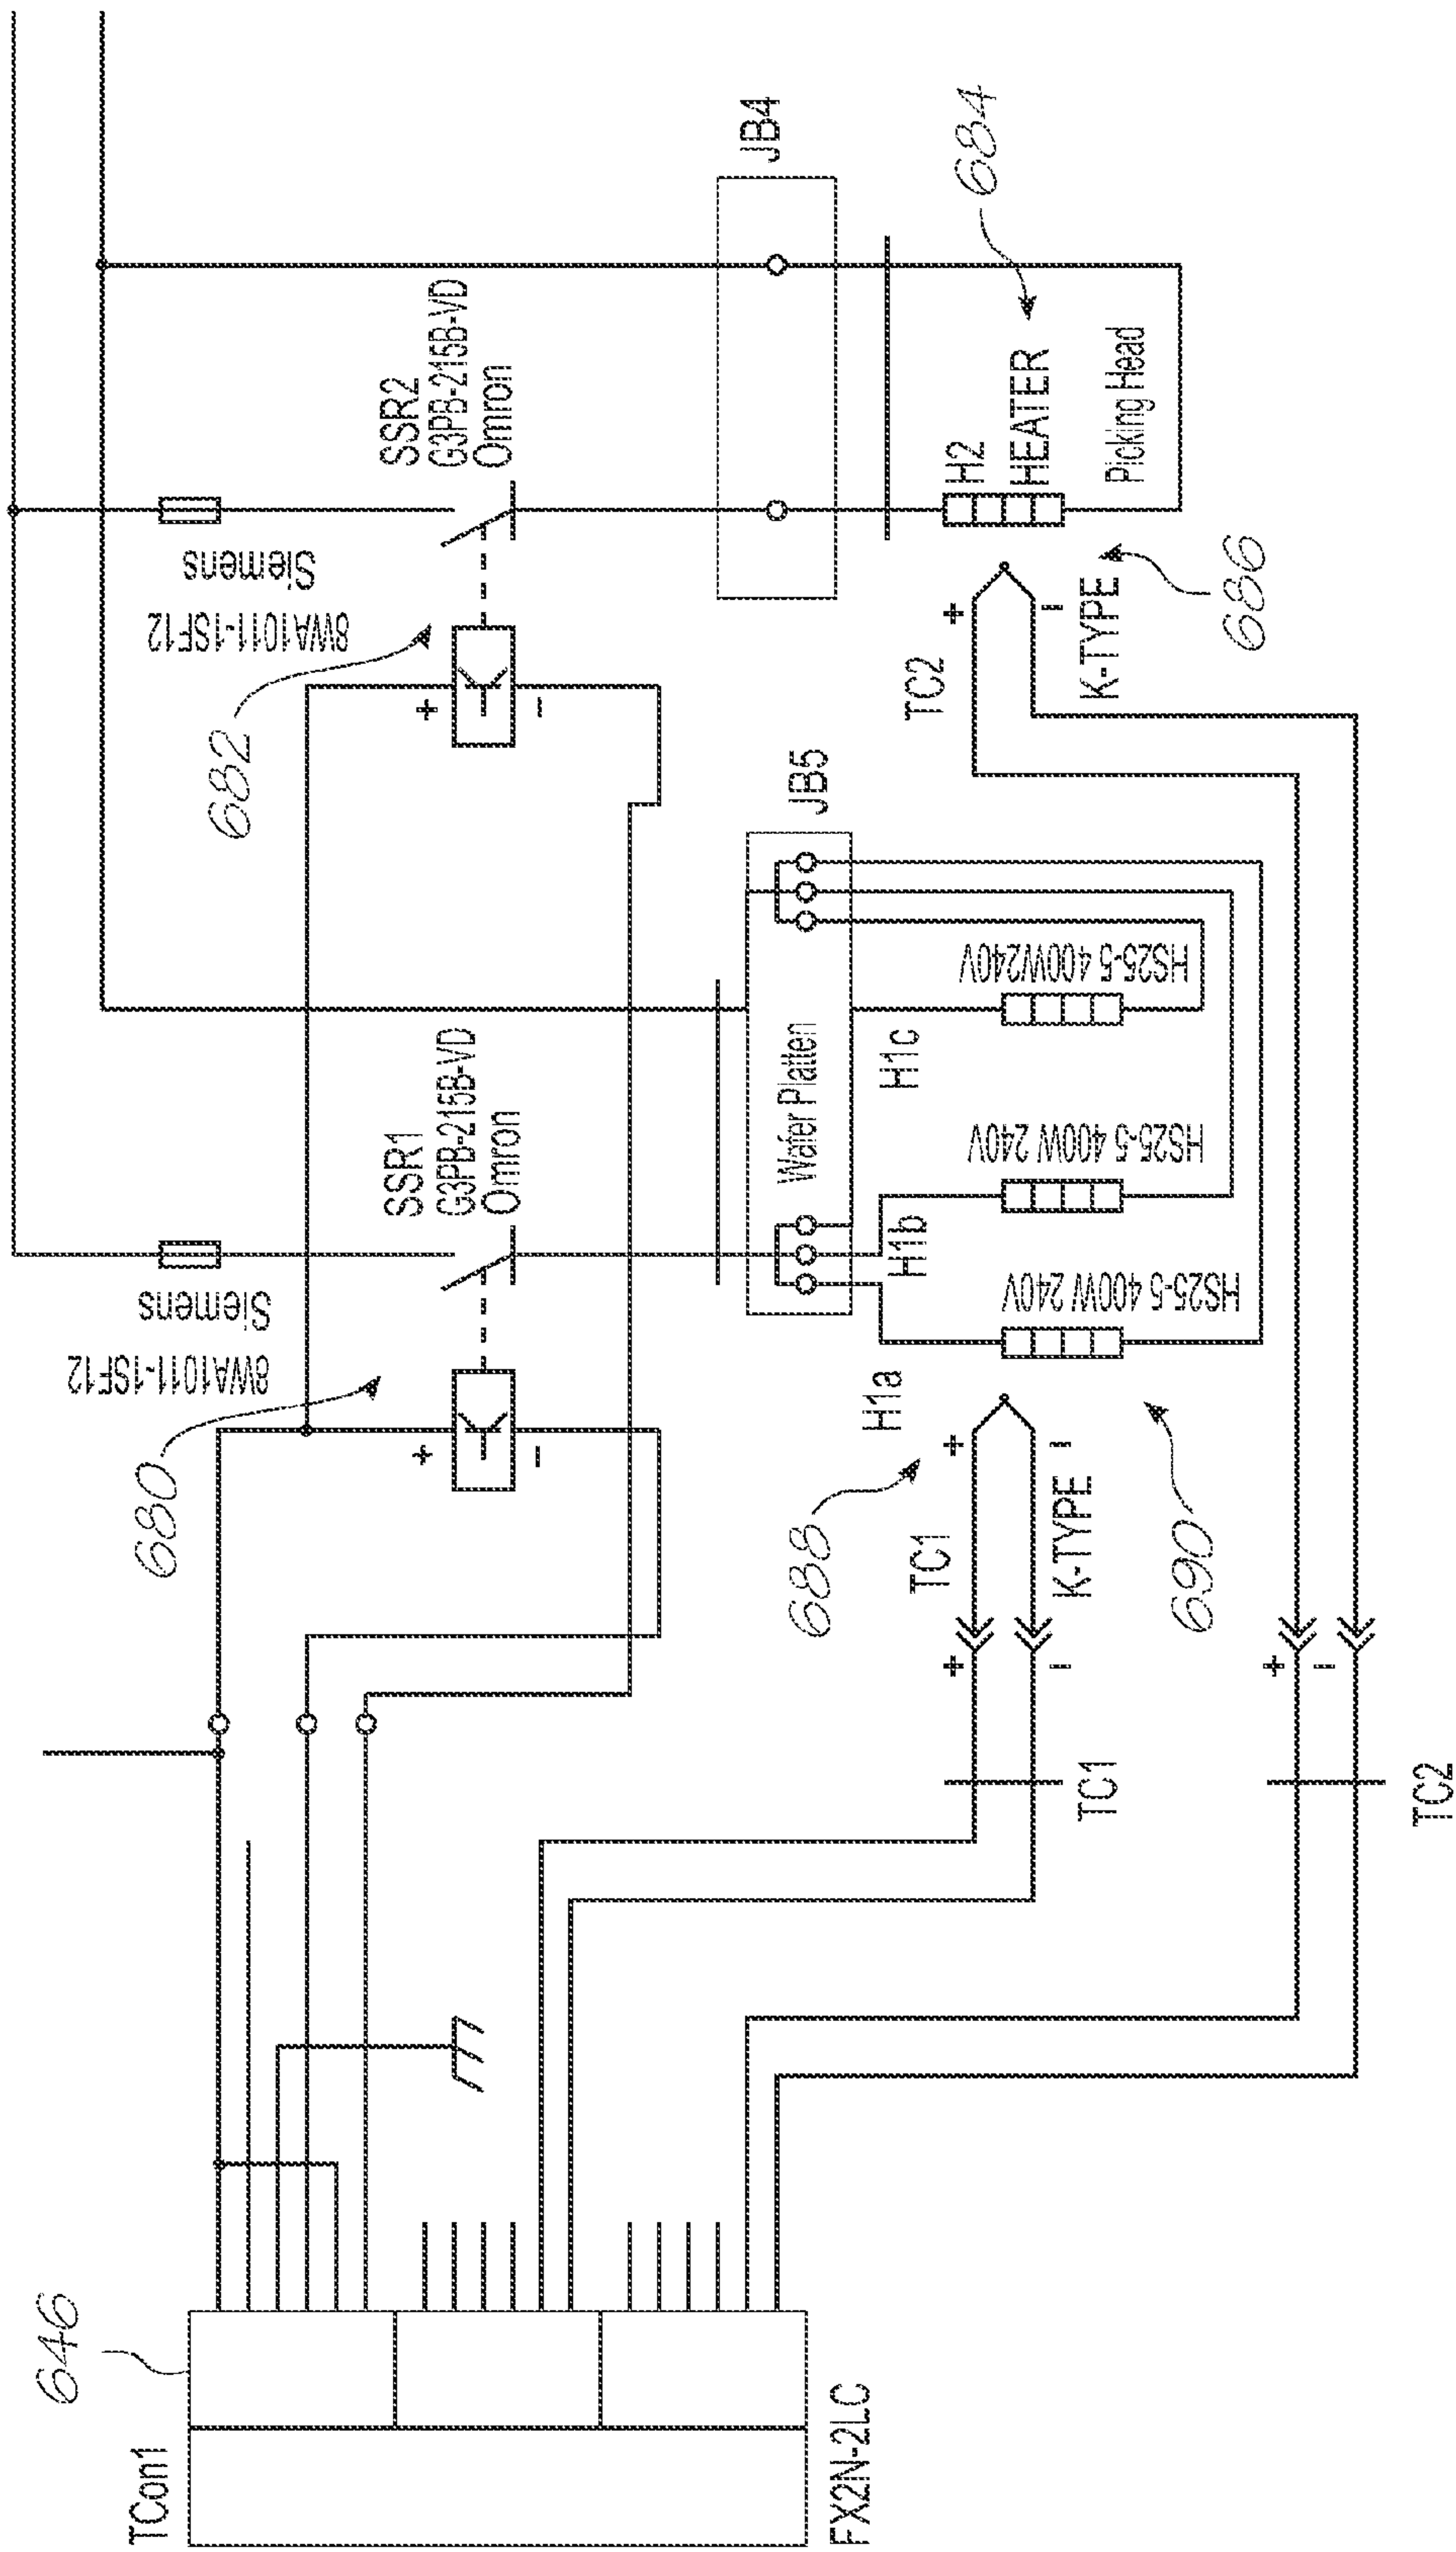 646
TCon1
FX2N-2LC
680
8WA1011-1SF12
Siemens
SSR1
G3PB-215B-VD
Omron
+
−
682
8WA1011-1SF12
Siemens
SSR2
G3PB-215B-VD
Omron
+
−
JB4
684
H2
HEATER
Picking Head
686
TC2
+
−
K-TYPE
JB5
Wafer Platten
H1c
HS25-5 400W240V
H1b
HS25-5 400W 240V
H1a
HS25-5 400W 240V
688
TC1
+
−
K-TYPE
690
+
−
TC1
+
−
TC2